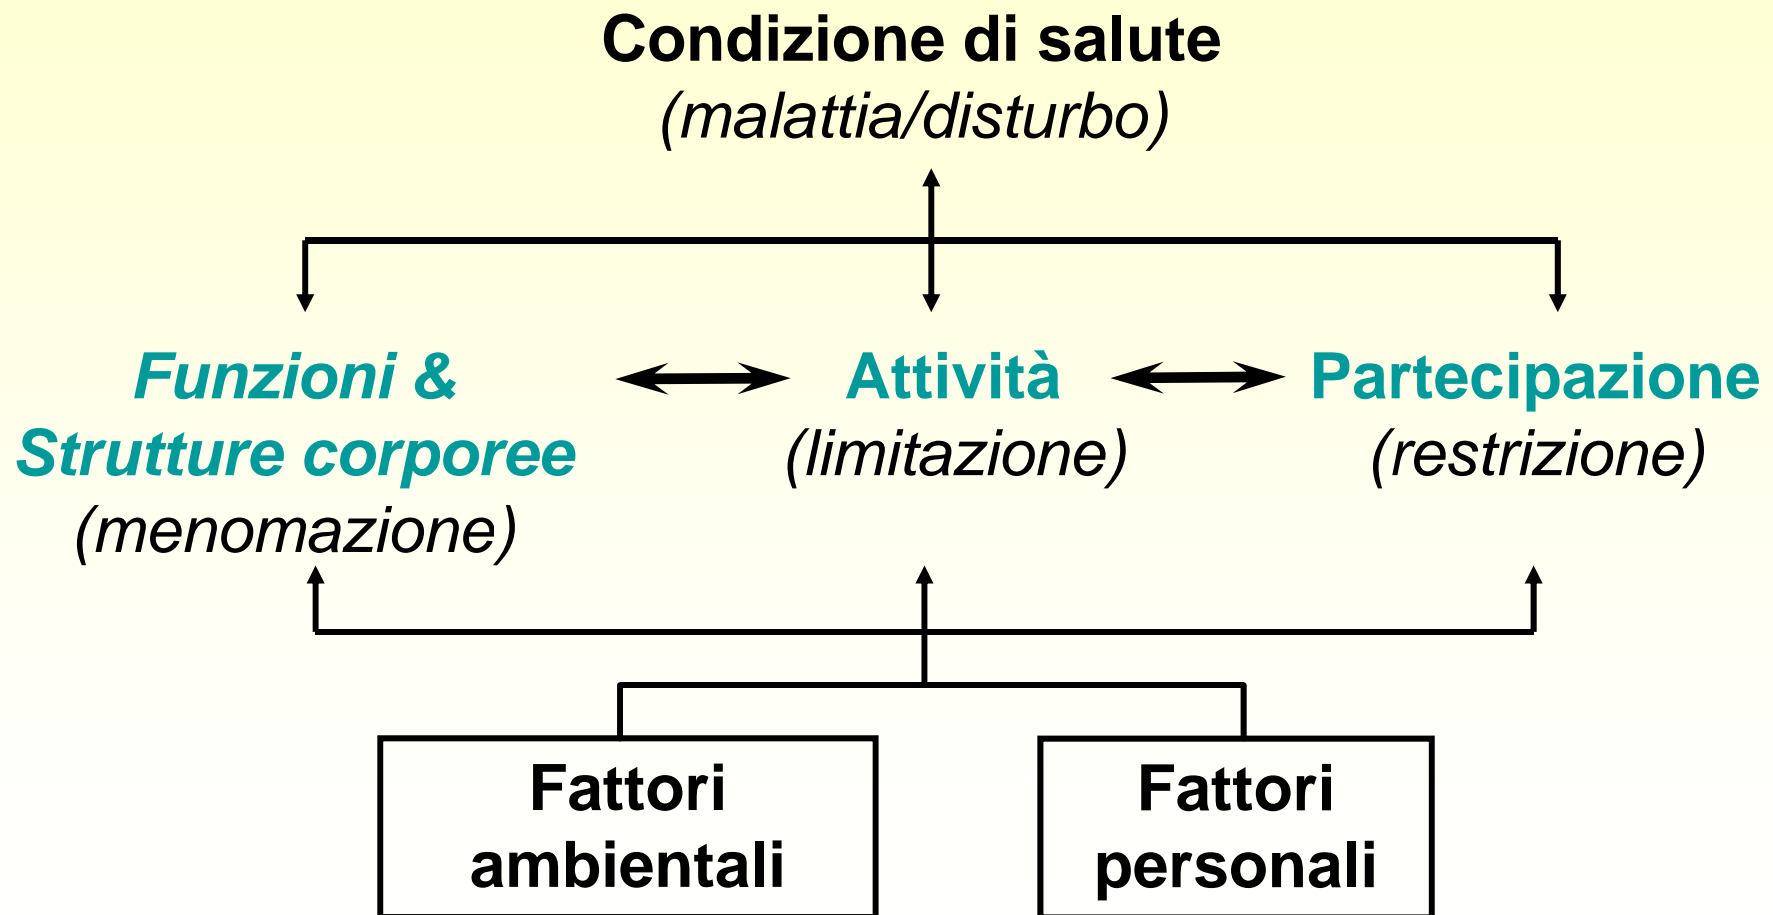 Condizione di salute
(malattia/disturbo)
Funzioni &
Strutture corporee
(menomazione)
Attività
(limitazione)
Partecipazione
(restrizione)
Fattori
ambientali
Fattori
personali